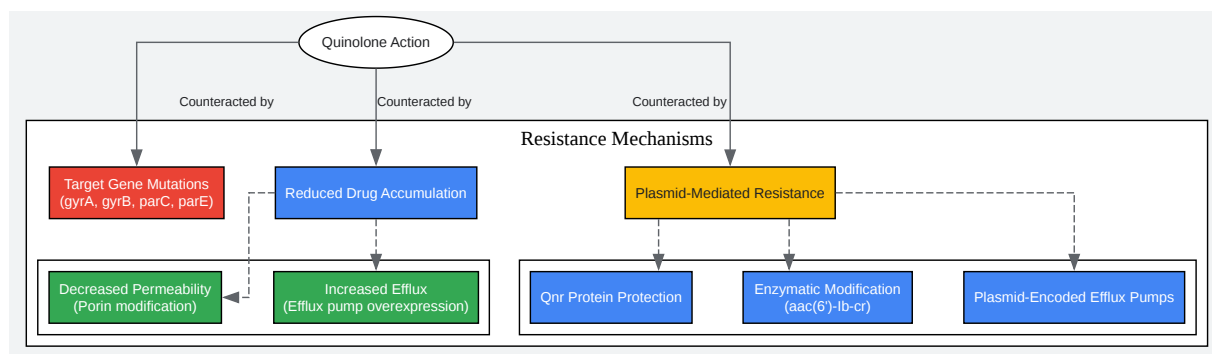 Quinolone Action
Counteracted by
Counteracted by
Counteracted by
Resistance Mechanisms
Target Gene Mutations
(gyrA, gyrB, parC, parE)
Reduced Drug Accumulation
Plasmid-Mediated Resistance
Decreased Permeability
(Porin modification)
Increased Efflux
(Efflux pump overexpression)
Qnr Protein Protection
Enzymatic Modification
(aac(6')-Ib-cr)
Plasmid-Encoded Efflux Pumps